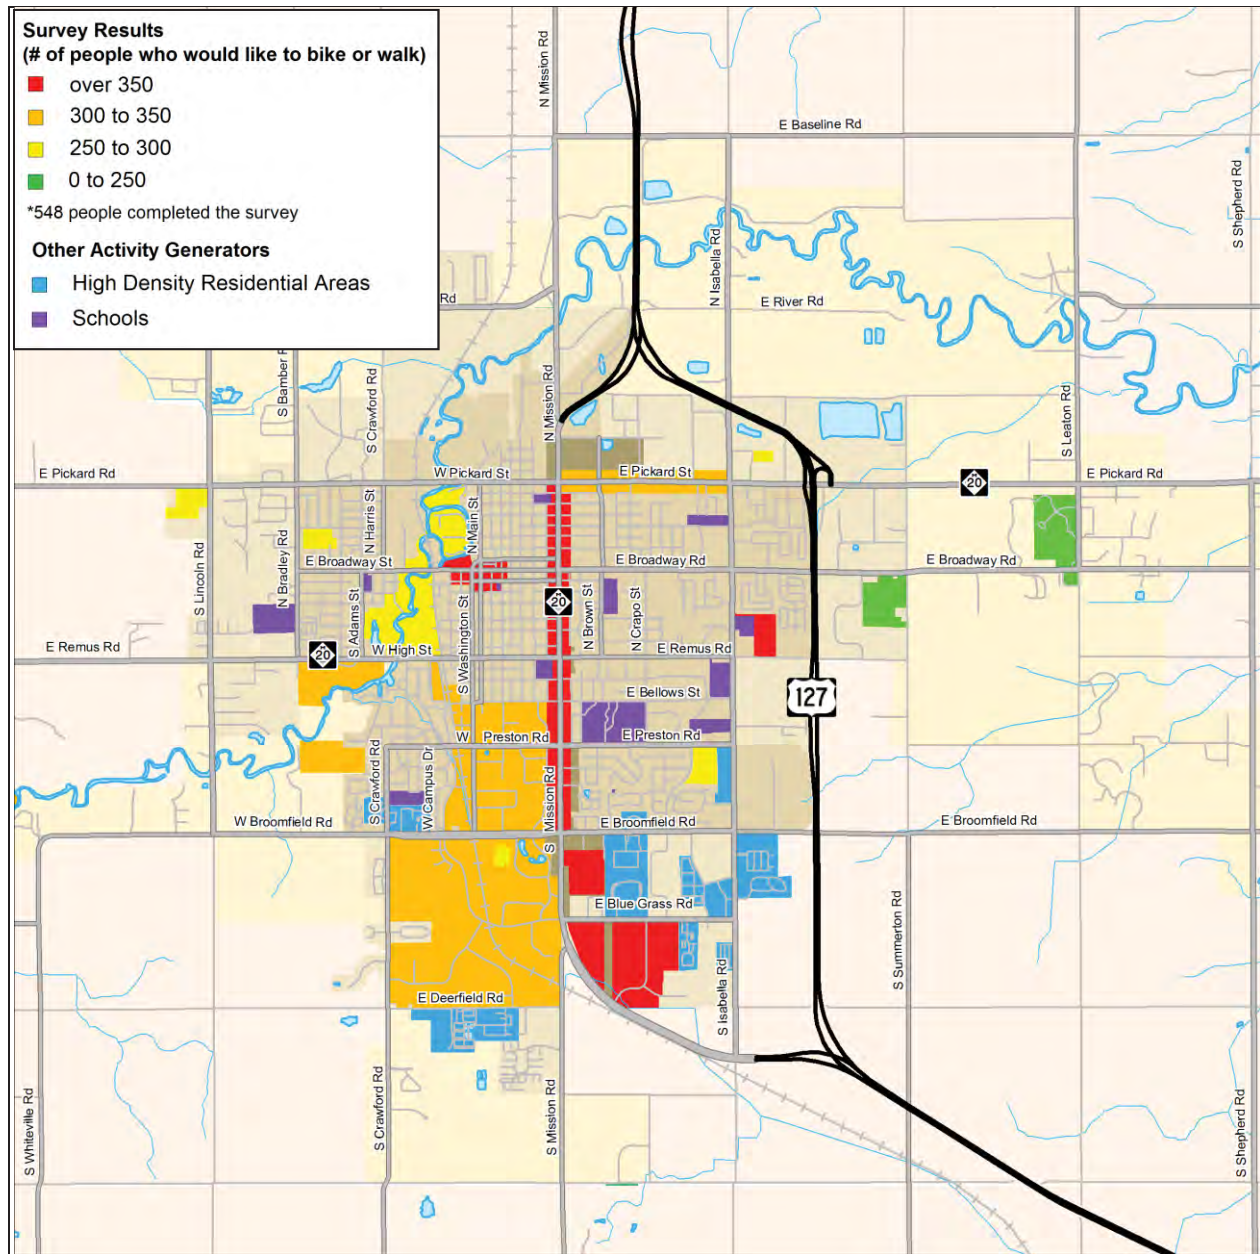 Survey Results
(# of people who would like to bike or walk)
over 350
300 to 350
250 to 300
0 to 250
*548 people completed the survey
Other Activity Generators
High Density Residential Areas
Schools
N Mission Rd
E Baseline Rd
S Shepherd Rd
N Isabella Rd
Rd
E River Rd
S Bamber R
S Crawford Rd
N Mission Rd
S Leaton Rd
E Pickard Rd
W Pickard St
E Pickard St
M
20
E Pickard Rd
N Harris St
N Main St
S Lincoln Rd
N Bradley Rd
E Broadway St
E Broadway Rd
E Broadway Rd
S Adams St
S Washington St
M
20
N Brown St
N Crapo St
E Remus Rd
M
20
W High St
E Remus Rd
E Bellows St
127
W Preston Rd
E Preston Rd
S Crawford Rd
W Campus Dr
S Mission Rd
W Broomfield Rd
E Broomfield Rd
E Broomfield Rd
E Blue Grass Rd
S Summerton Rd
E Deerfield Rd
S Isabella Rd
S Whiteville Rd
S Crawford Rd
S Mission Rd
S Shepherd Rd